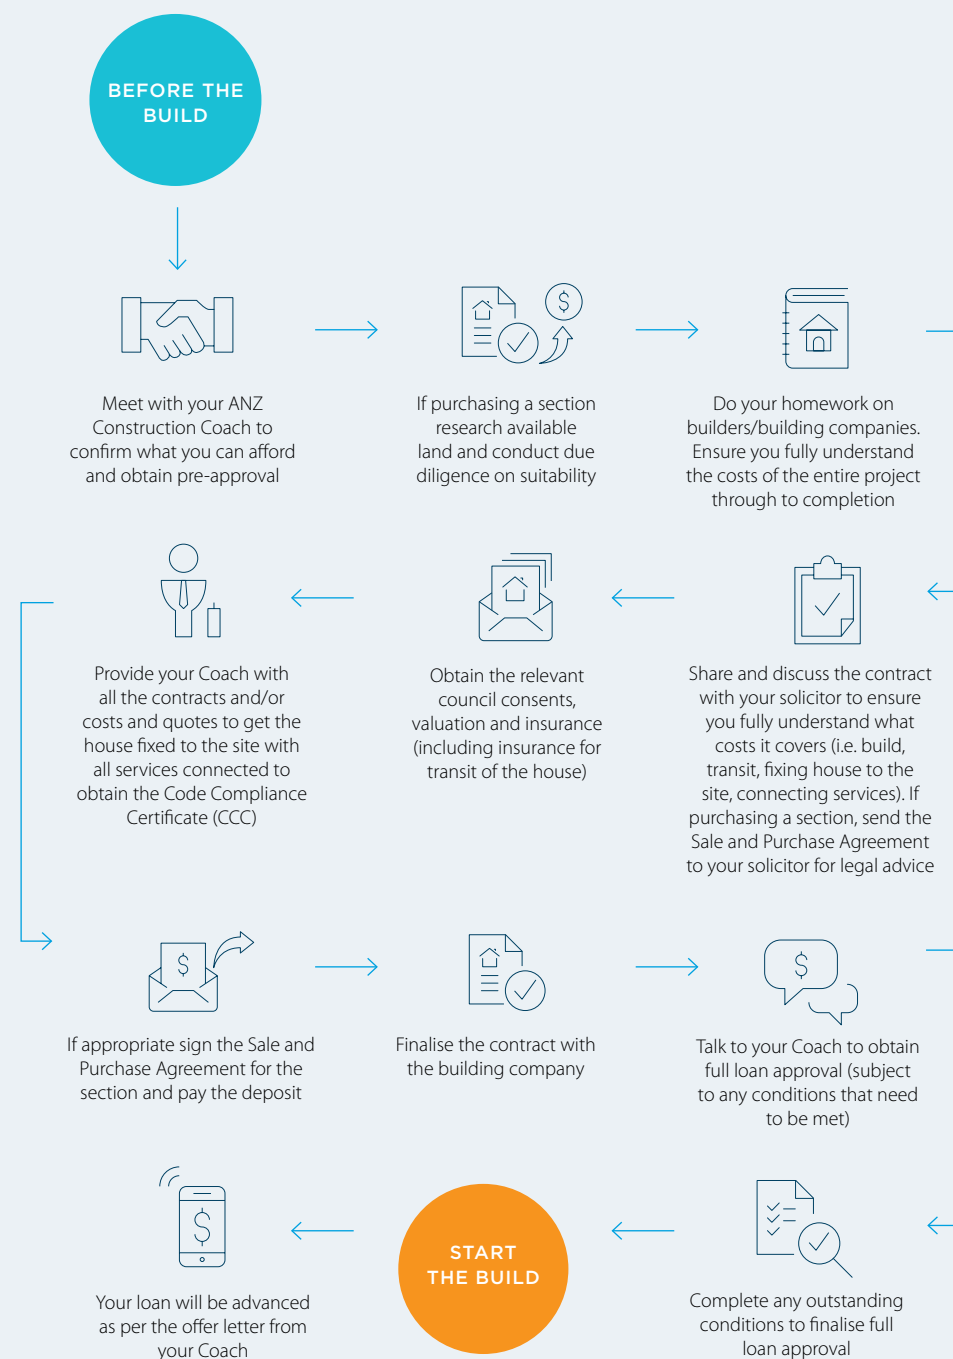 BEFORE THE
BUILD
Meet with your ANZ
Construction Coach to
confirm what you can afford
and obtain pre-approval
If purchasing a section
research available
land and conduct due
diligence on suitability
Do your homework on
builders/building companies.
Ensure you fully understand
the costs of the entire project
through to completion
Share and discuss the contract
with your solicitor to ensure
you fully understand what
costs it covers (i.e. build,
transit, fixing house to the
site, connecting services). If
purchasing a section, send the
Sale and Purchase Agreement
to your solicitor for legal advice
Obtain the relevant
council consents,
valuation and insurance
(including insurance for
transit of the house)
Provide your Coach with
all the contracts and/or
costs and quotes to get the
house fixed to the site with
all services connected to
obtain the Code Compliance
Certificate (CCC)
If appropriate sign the Sale and
Purchase Agreement for the
section and pay the deposit
Finalise the contract with
the building company
Talk to your Coach to obtain
full loan approval (subject
to any conditions that need
to be met)
Complete any outstanding
conditions to finalise full
loan approval
START
THE BUILD
Your loan will be advanced
as per the offer letter from
your Coach